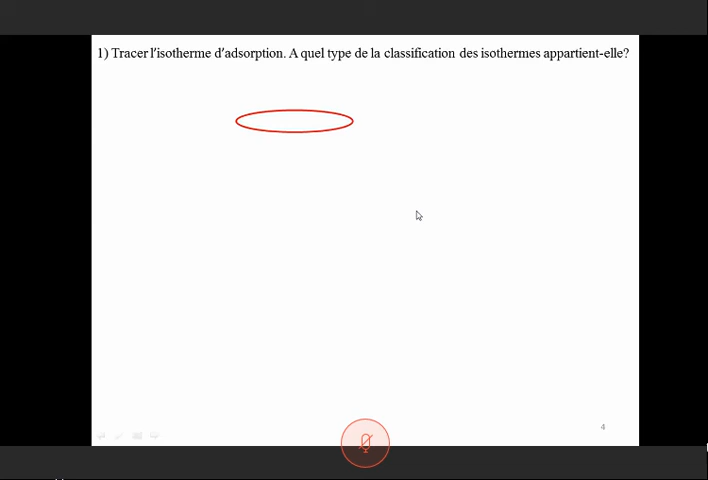 1) Tracer l'isotherme d'adsorption. A quel type de la classification des isothermes appartient-elle?
4